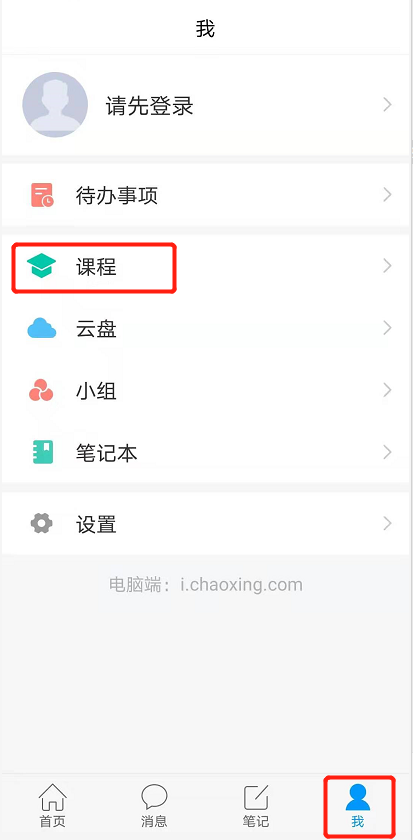 我
请先登录
待办事项
课程
云盘
小组
笔记本
设置
电脑端：i.chaoxing.com
首页
消息
笔记
我